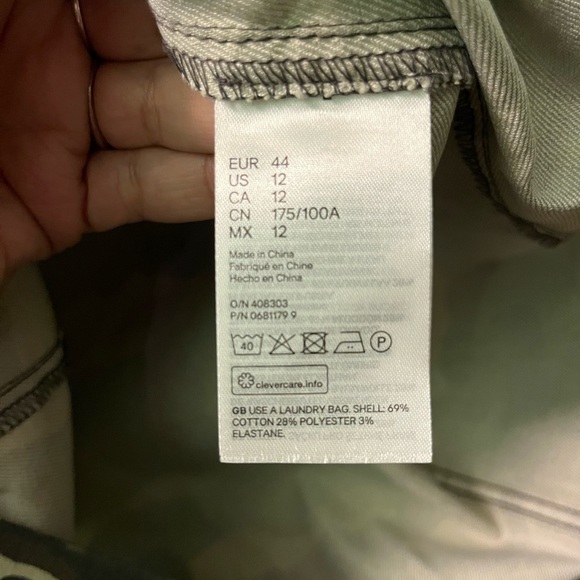 EUR 44
US 12
CA 12
CN 175/100A
MX 12
Made in China
Fabriqué en Chine
Hecho en China
O/N 408303
P/N 0681179 9
40 P
clevercare.info
GB USE A LAUNDRY BAG. SHELL: 69%
COTTON 28% POLYESTER 3%
ELASTANE.